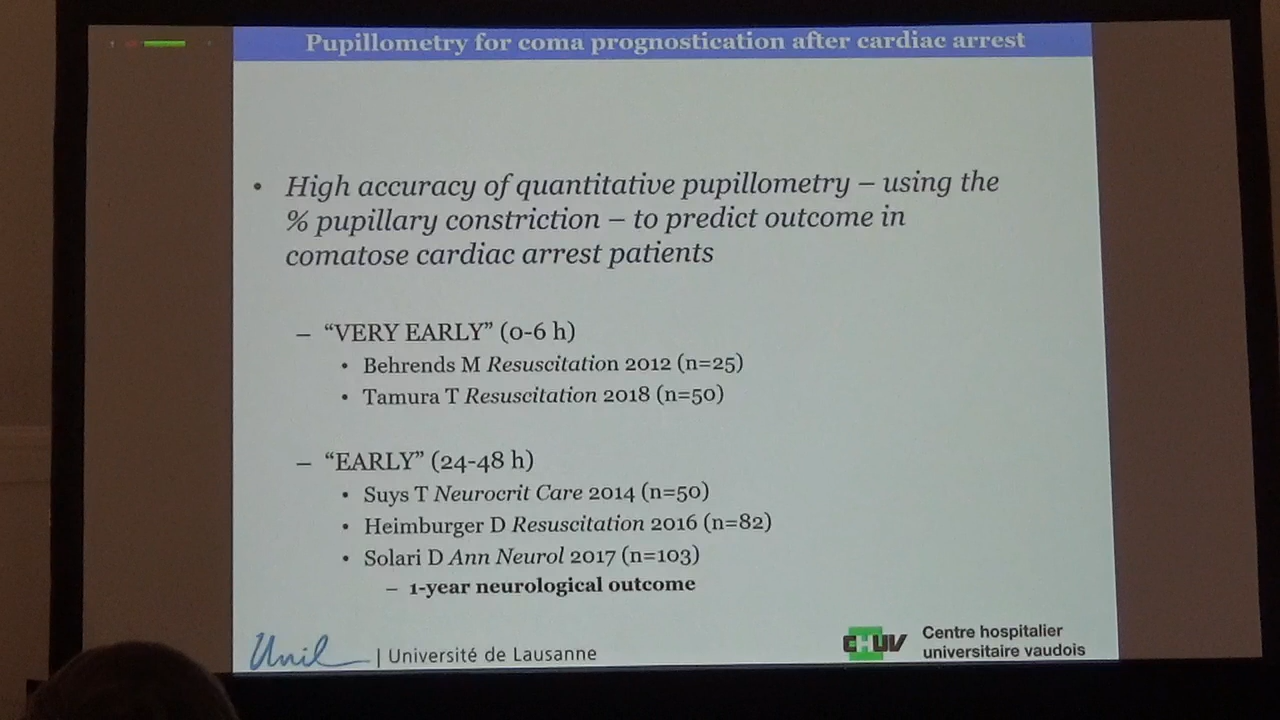 Pupillometry for coma prognostication after cardiac arrest
• High accuracy of quantitative pupillometry – using the
% pupillary constriction – to predict outcome in
comatose cardiac arrest patients
– “VERY EARLY” (0-6 h)
• Behrends M Resuscitation 2012 (n=25)
• Tamura T Resuscitation 2018 (n=50)
– “EARLY” (24-48 h)
• Suys T Neurocrit Care 2014 (n=50)
• Heimburger D Resuscitation 2016 (n=82)
• Solari D Ann Neurol 2017 (n=103)
– 1-year neurological outcome
Unil | Université de Lausanne
CHUV Centre hospitalier
universitaire vaudois